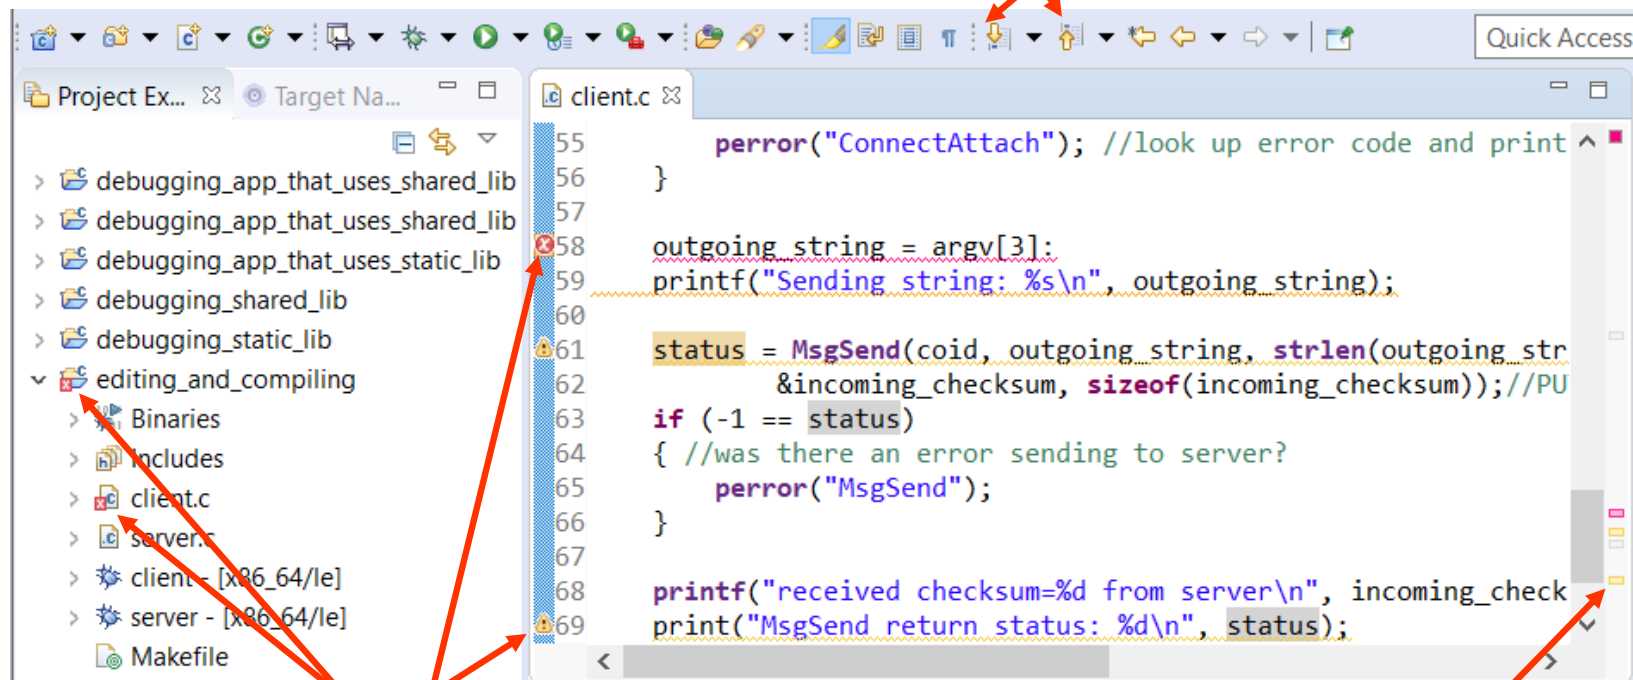 Quick Access
Project Ex...
Target Na...
client.c
debugging_app_that_uses_shared_lib
debugging_app_that_uses_shared_lib
debugging_app_that_uses_static_lib
debugging_shared_lib
debugging_static_lib
editing_and_compiling
Binaries
Includes
client.c
server.c
client - [x86_64/le]
server - [x86_64/le]
Makefile
55 perror("ConnectAttach"); //look up error code and print
56 }
57
58 outgoing_string = argv[3]:
59 printf("Sending string: %s\n", outgoing_string);
60
61 status = MsgSend(coid, outgoing_string, strlen(outgoing_str
62 &incoming_checksum, sizeof(incoming_checksum));//PU
63 if (-1 == status)
64 { //was there an error sending to server?
65 perror("MsgSend");
66 }
67
68 printf("received checksum=%d from server\n", incoming_check
69 print("MsgSend return status: %d\n", status);